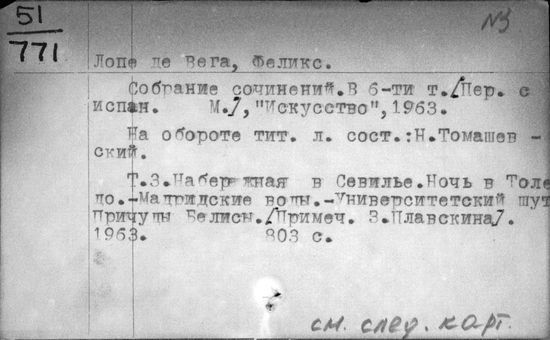 51
771
N3
Лопе де Вега, Феликс.
Собрание сочинений.В 6-ти т./Пер. с
испан. М./,"Искусство",1963.
На обороте тит. л. сост.:Н.Томашев -
ский.
Т.3.Набережная в Севилье.Ночь в Толе
до.-Мадридские воды.-Университетский шут
Причуды Белисы./Примеч. З.Плавскина/.
1963. 803 с.
см. след. карт.